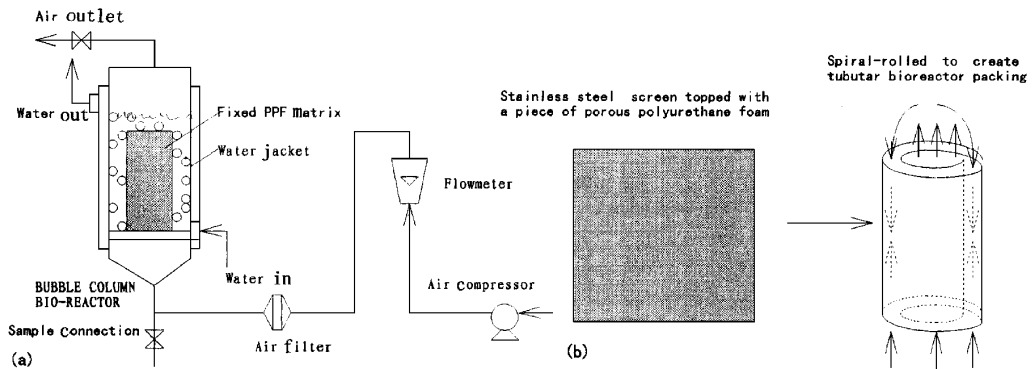 Air outlet
Water out
Fixed PPF Matrix
Water jacket
Flowmeter
Water in
BUBBLE COLUMN
BIO-REACTOR
Sample Connection
Air filter
Air Compressor
(a)
Stainless steel screen topped with
a piece of porous polyurethane foam
Spiral-rolled to create
tubutar bioreactor packing
(b)